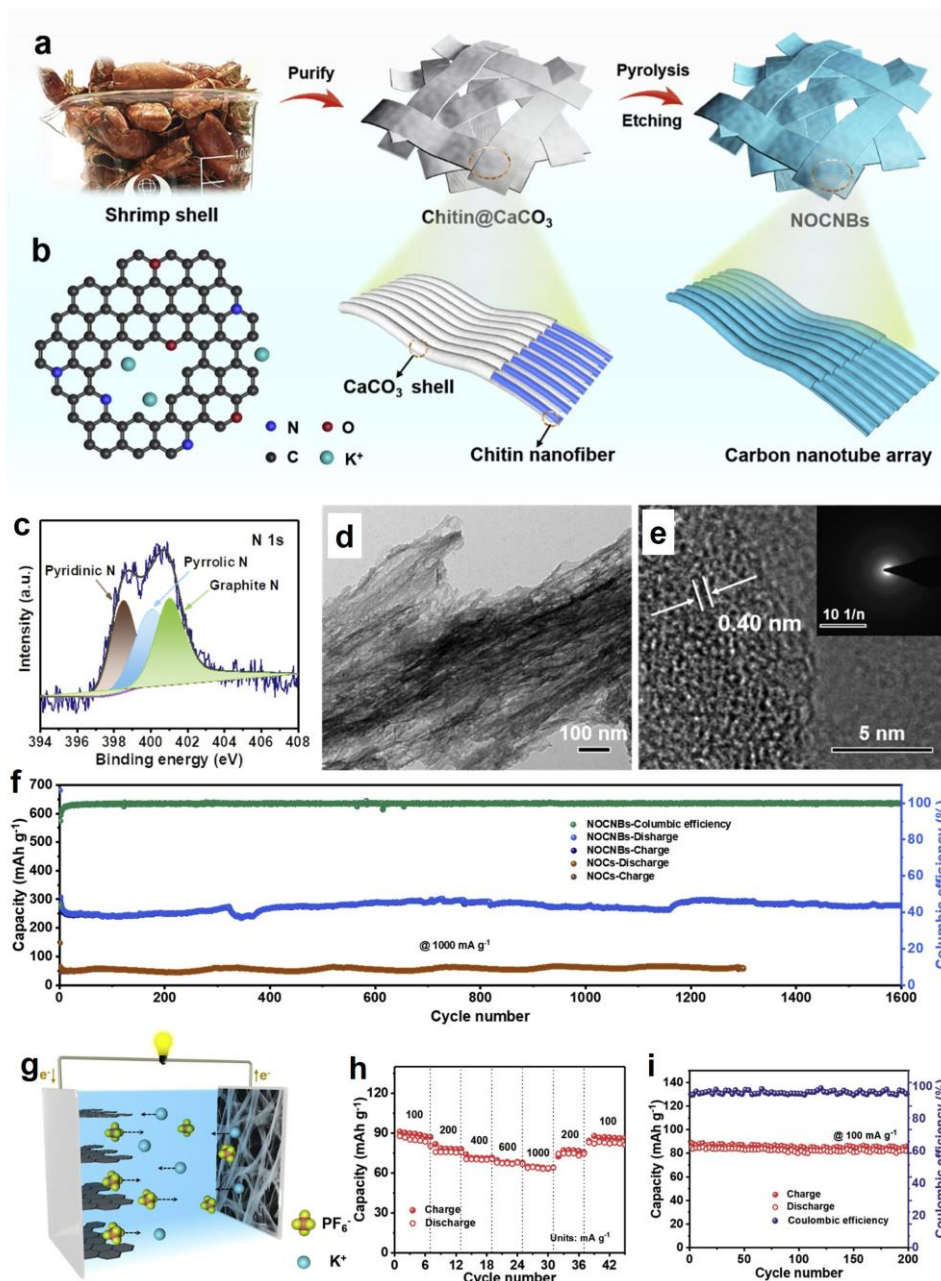 a
Purify
Pyrolysis
Etching
Shrimp shell
Chitin@CaCO3
NOCNBs
b
CaCO3 shell
Chitin nanofiber
Carbon nanotube array
N
O
C
K+
c
N 1s
Pyridinic N
Pyrrolic N
Graphite N
Intensity (a.u.)
394 396 398 400 402 404 406 408
Binding energy (eV)
d
100 nm
e
0.40 nm
10 1/n
5 nm
f
700
600
500
400
300
200
100
0
Capacity (mAh g-1)
NOCNBs-Columbic efficiency
NOCNBs-Disharge
NOCNBs-Charge
NOCs-Discharge
NOCs-Charge
@ 1000 mA g-1
100
80
60
40
20
0
Columbic efficiency (%)
0 200 400 600 800 1000 1200 1400 1600
Cycle number
g
e-
e-
PF6-
K+
h
120
90
60
30
0
Capacity (mAh g-1)
100
200
400
600
1000
200
100
Charge
Discharge
Units: mA g-1
0 6 12 18 24 30 36 42
Cycle number
i
140
120
100
80
60
40
20
0
Capacity (mAh g-1)
@ 100 mA g-1
Charge
Discharge
Coulombic efficiency
100
80
60
40
20
0
Coulombic efficiency (%)
0 50 100 150 200
Cycle number